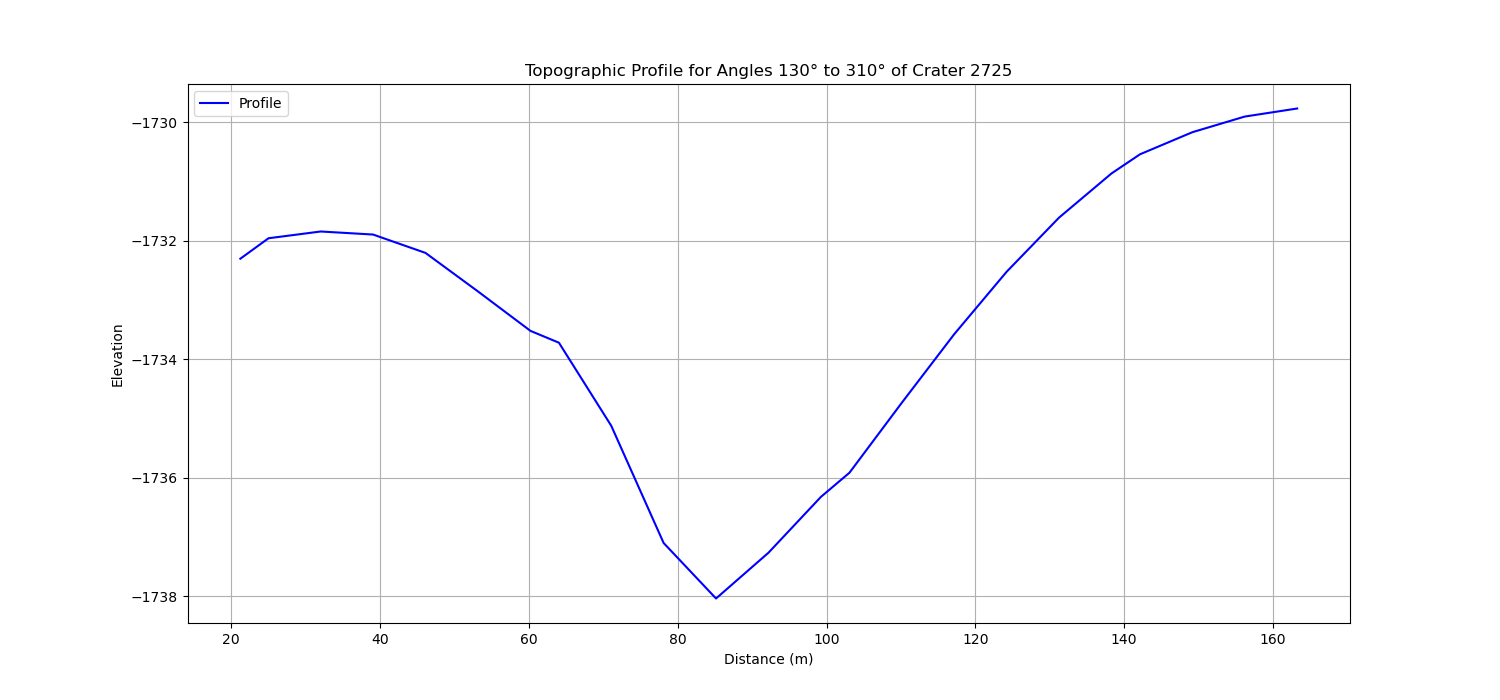 Topographic Profile for Angles 130° to 310° of Crater 2725
Profile
−1730
−1732
−1734
−1736
−1738
Elevation
20 40 60 80 100 120 140 160
Distance (m)